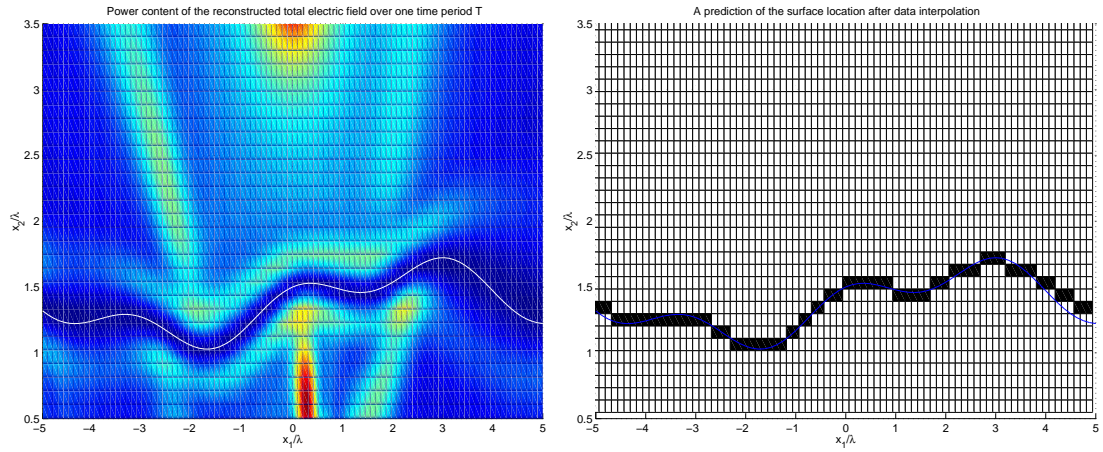 Power content of the reconstructed total electric field over one time period T
3.5
3
2.5
2
1.5
1
0.5
x2/λ
−5 −4 −3 −2 −1 0 1 2 3 4 5
x1/λ
A prediction of the surface location after data interpolation
3.5
3
2.5
2
1.5
1
0.5
x2/λ
−5 −4 −3 −2 −1 0 1 2 3 4 5
x1/λ